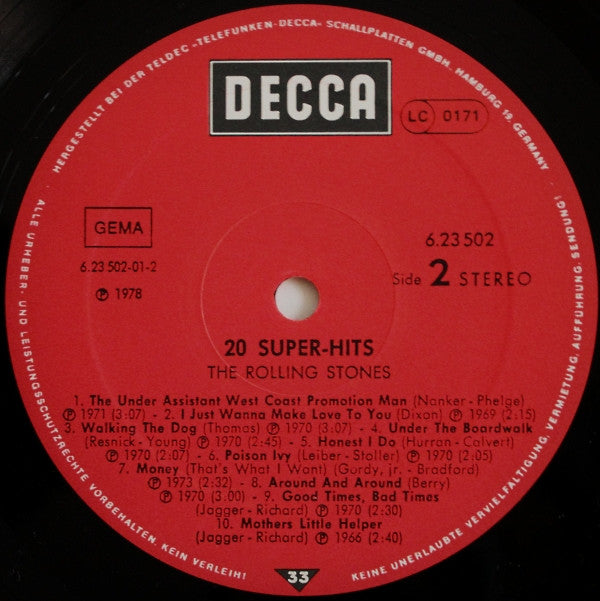 HERGESTELLT BEI DER TELDEC »TELEFUNKEN-DECCA« SCHALLPLATTEN GMBH, HAMBURG 19, GERMANY · VERMIETUNG, AUFFÜHRUNG, SENDUNG!
DECCA
LC 0171
GEMA
6.23 502-01-2
Ⓟ 1978
6.23 502
Side 2 STEREO
20 SUPER-HITS
THE ROLLING STONES
1. The Under Assistant West Coast Promotion Man (Nanker - Phelge)
Ⓟ 1971 (3:07) - 2. I Just Wanna Make Love To You (Dixon) Ⓟ 1969 (2:15)
3. Walking The Dog (Thomas) Ⓟ 1970 - 4. Under The Boardwalk
(Resnick - Young) Ⓟ 1970 (2:45) - 5. Honest I Do (Hurran - Calvert)
Ⓟ 1970 (2:07) - 6. Poison Ivy (Leiber - Stoller) Ⓟ 1970 (2:05)
7. Money (That's What I Want) (Gordy, jr. - Bradford)
Ⓟ 1973 (2:32) - 8. Around And Around (Berry)
Ⓟ 1970 (3.00) - 9. Good Times, Bad Times
(Jagger - Richard) Ⓟ 1970 (2:30)
10. Mothers Little Helper
(Jagger - Richard) Ⓟ 1966 (2:40)
ALLE URHEBER- UND LEISTUNGSSCHUTZRECHTE VORBEHALTEN. KEIN VERLEIH!
KEINE UNERLAUBTE VERVIELFÄLTIGUNG,
33